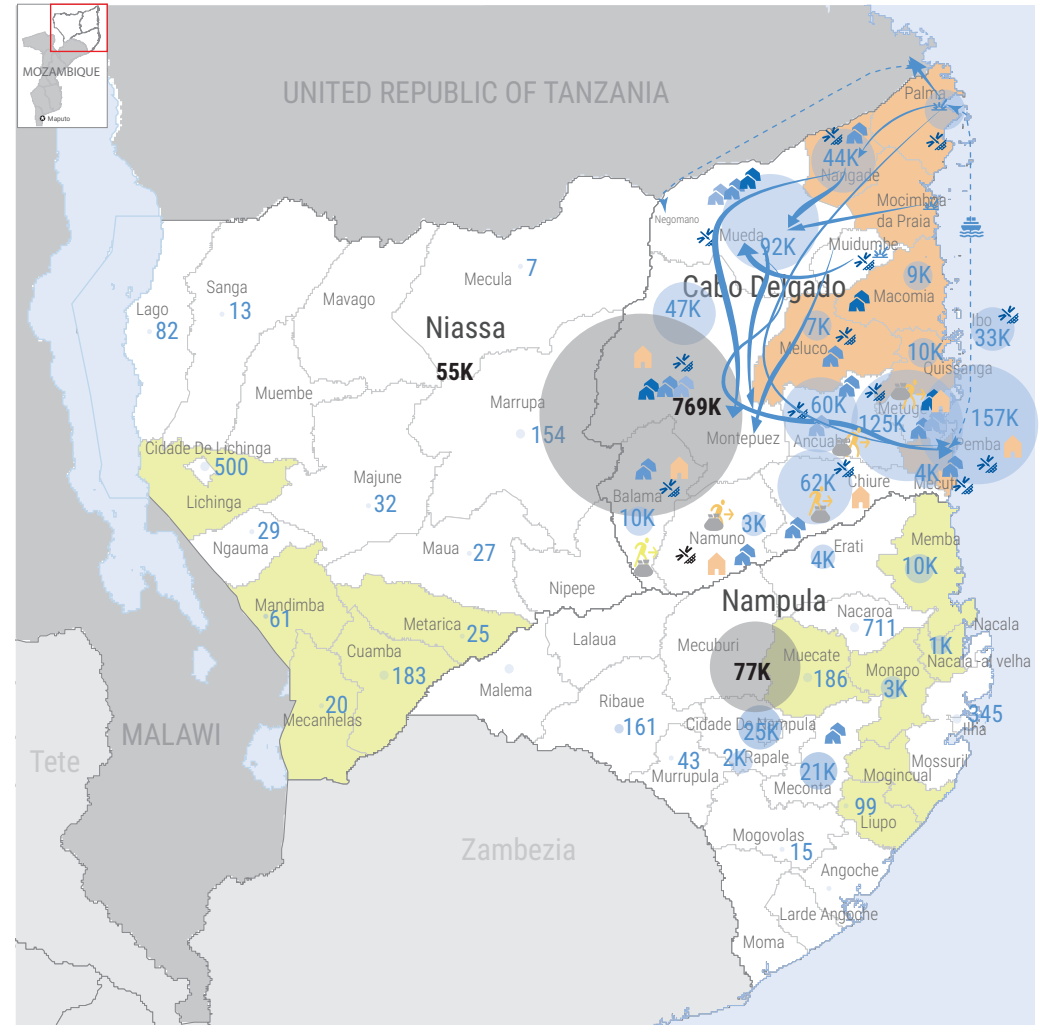 MOZAMBIQUE
Maputo
UNITED REPUBLIC OF TANZANIA
Palma
44K
Nangade
Mocimboa
da Praia
Negomano
Mueda
92K
Muidumbe
Mecula
7
Sanga
13
Mavago
Lago
82
Niassa
55K
Cabo Delgado
9K
Macomia
47K
7K
Meluco
Ibo
33K
10K
Quissanga
Muembe
Marrupa
154
769K
Montepuez
60K
Ancuabe
Metuge
125K
157K
Pemba
4K
Mecufi
Cidade De Lichinga
500
Lichinga
Majune
32
Balama
10K
62K
Chiure
3K
Namuno
29
Ngauma
Maua
27
Erati
4K
Memba
10K
Nipepe
Nampula
Mandimba
61
Metarica
25
Nacaroa
711
Nacala
1K
Nacala -al velha
Cuamba
183
Lalaua
Mecuburi
77K
Muecate
186
Monapo
3K
Malema
20
Mecanhelas
Ribaue
161
Cidade De Nampula
25K
345
Ilha
MALAWI
Tete
43
Murrupula
2K
Rapale
21K
Meconta
Mossuril
Mogincual
99
Liupo
Zambezia
Mogovolas
15
Angoche
Larde Angoche
Moma